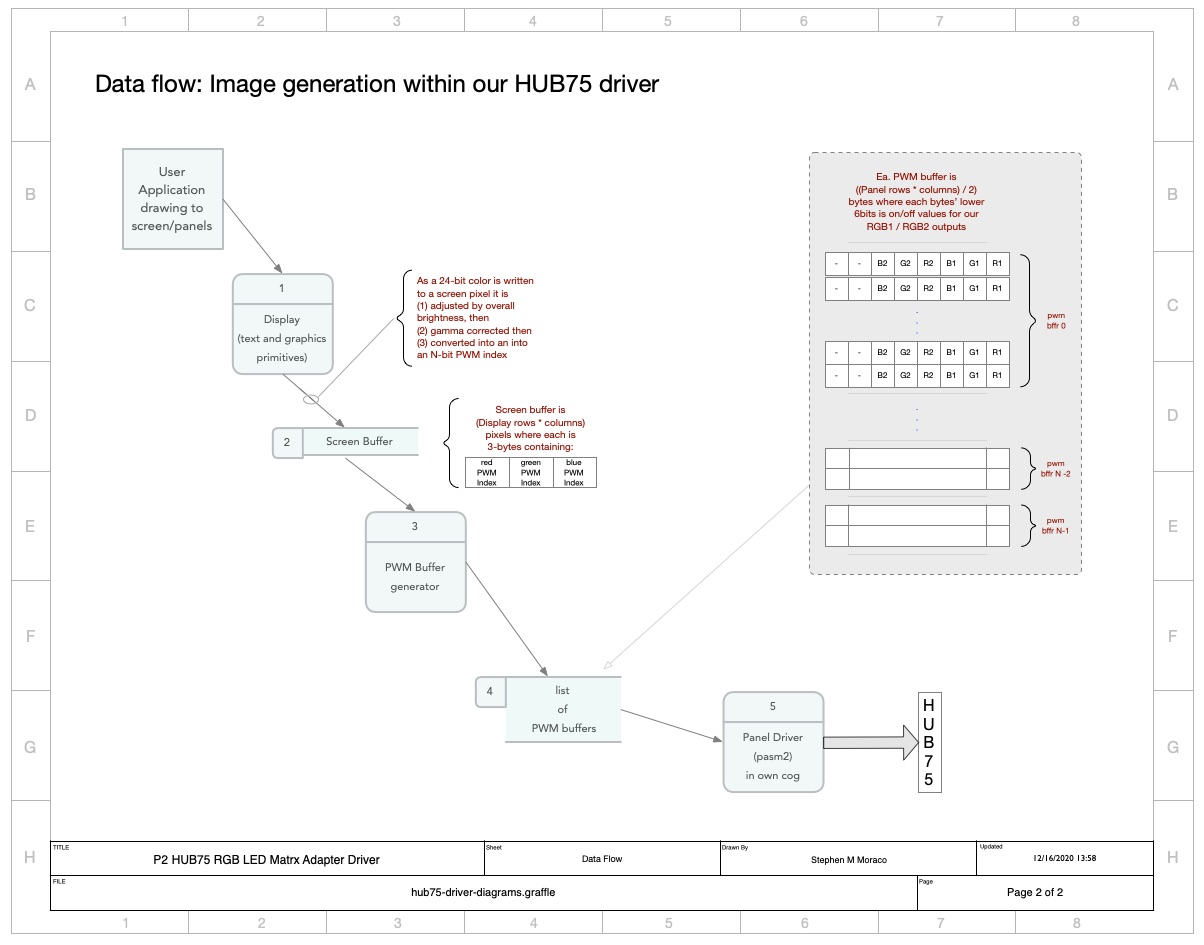 1 2 3 4 5 6 7 8
A A
B B
C C
D D
E E
F F
G G
H H
Data flow: Image generation within our HUB75 driver
User
Application
drawing to
screen/panels
1
Display
(text and graphics
primitives)
As a 24-bit color is written
to a screen pixel it is
(1) adjusted by overall
brightness, then
(2) gamma corrected then
(3) converted into an into
an N-bit PWM index
2
Screen Buffer
Screen buffer is
(Display rows * columns)
pixels where each is
3-bytes containing:
red green blue
PWM PWM PWM
Index Index Index
3
PWM Buffer
generator
4
list
of
PWM buffers
5
Panel Driver
(pasm2)
in own cog
H
U
B
7
5
Ea. PWM buffer is
((Panel rows * columns) / 2)
bytes where each bytes' lower
6bits is on/off values for our
RGB1 / RGB2 outputs
- - B2 G2 R2 B1 G1 R1
- - B2 G2 R2 B1 G1 R1
.
.
.
- - B2 G2 R2 B1 G1 R1
- - B2 G2 R2 B1 G1 R1
pwm
bffr 0
.
.
.
pwm
bffr N -2
pwm
bffr N-1
TITLE
P2 HUB75 RGB LED Matrx Adapter Driver
Sheet
Data Flow
Drawn By
Stephen M Moraco
Updated
12/16/2020 13:58
FILE
hub75-driver-diagrams.graffle
Page
Page 2 of 2
1 2 3 4 5 6 7 8